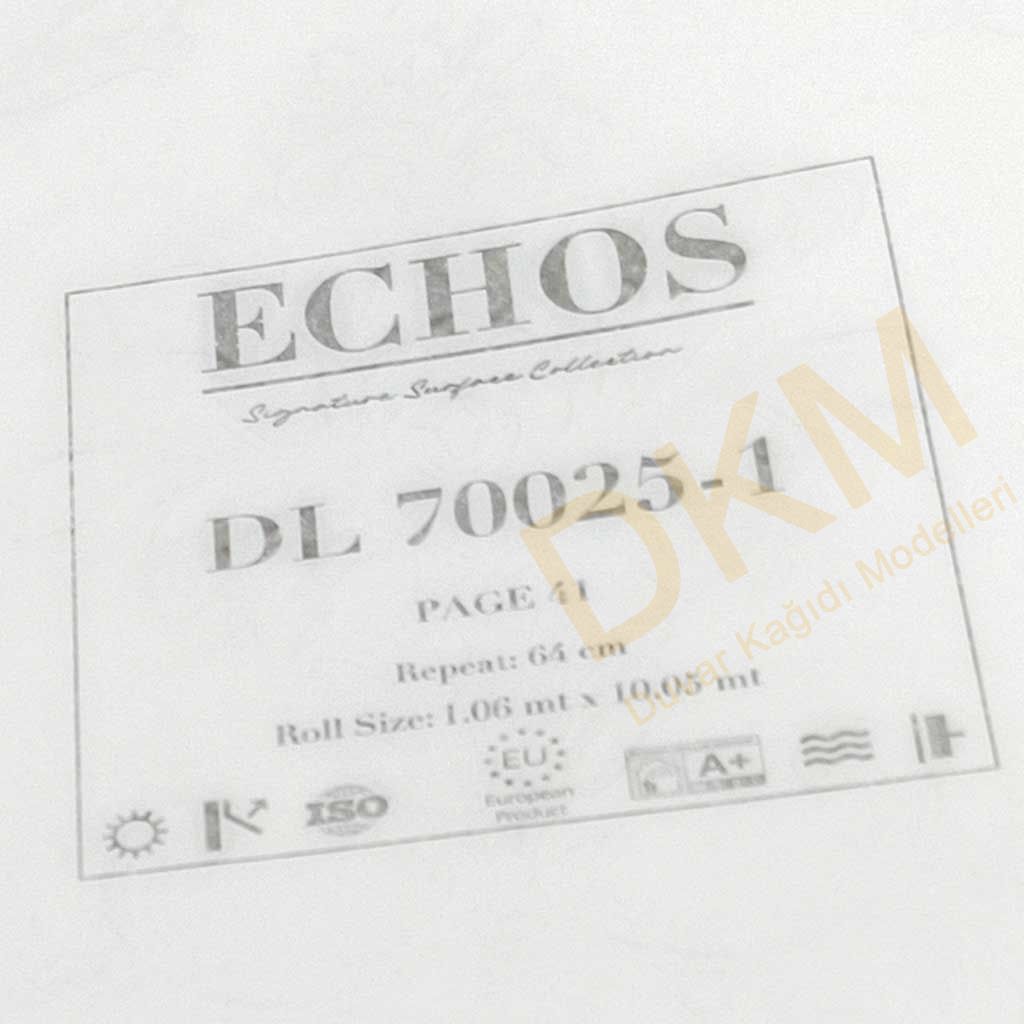 ECHOS
Signature Surface Collection
DL 70025-1
PAGE 41
Repeat: 64 cm
Roll Size: 1.06 mt x 10.05 mt
ISO
EU
European
Product
A+
DKM
Duvar Kağıdı Modelleri